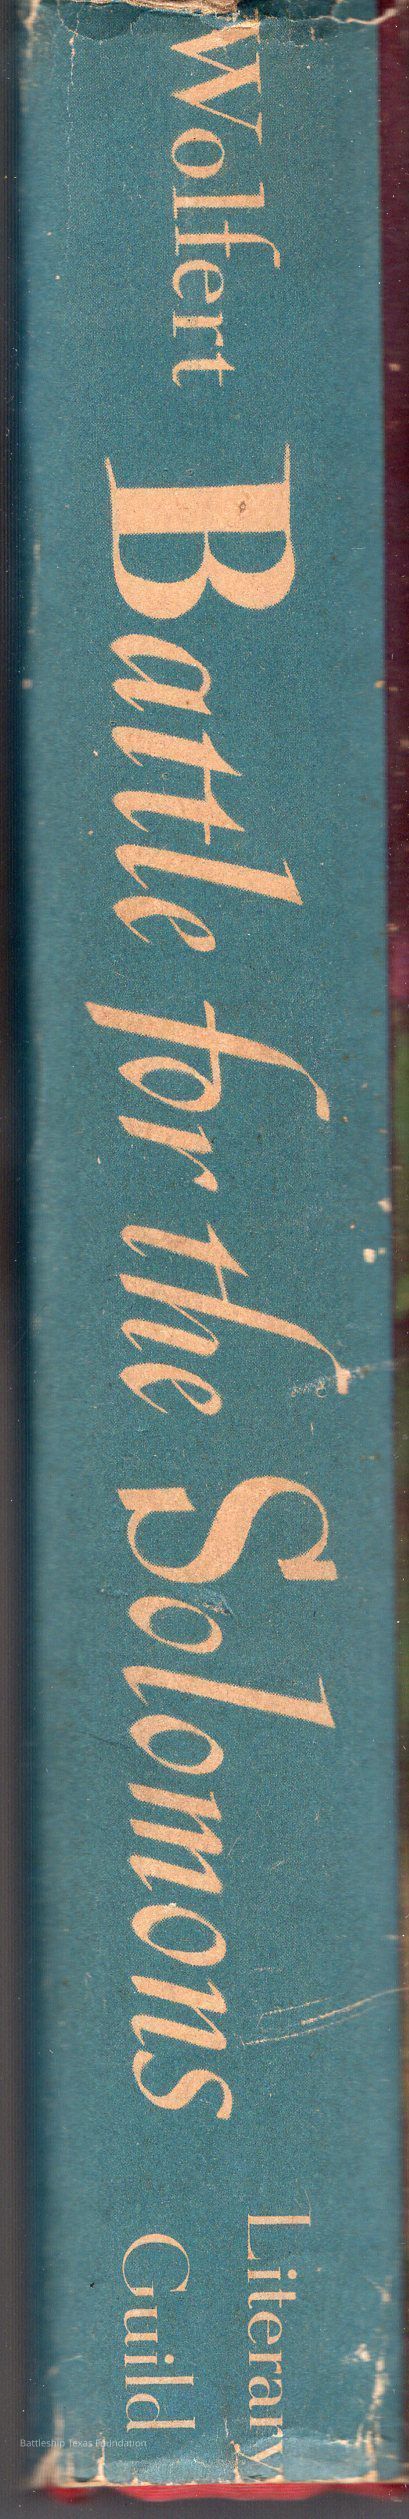 Wolfert
Battle for the Solomons
Literary
Guild
Battleship Texas Foundation